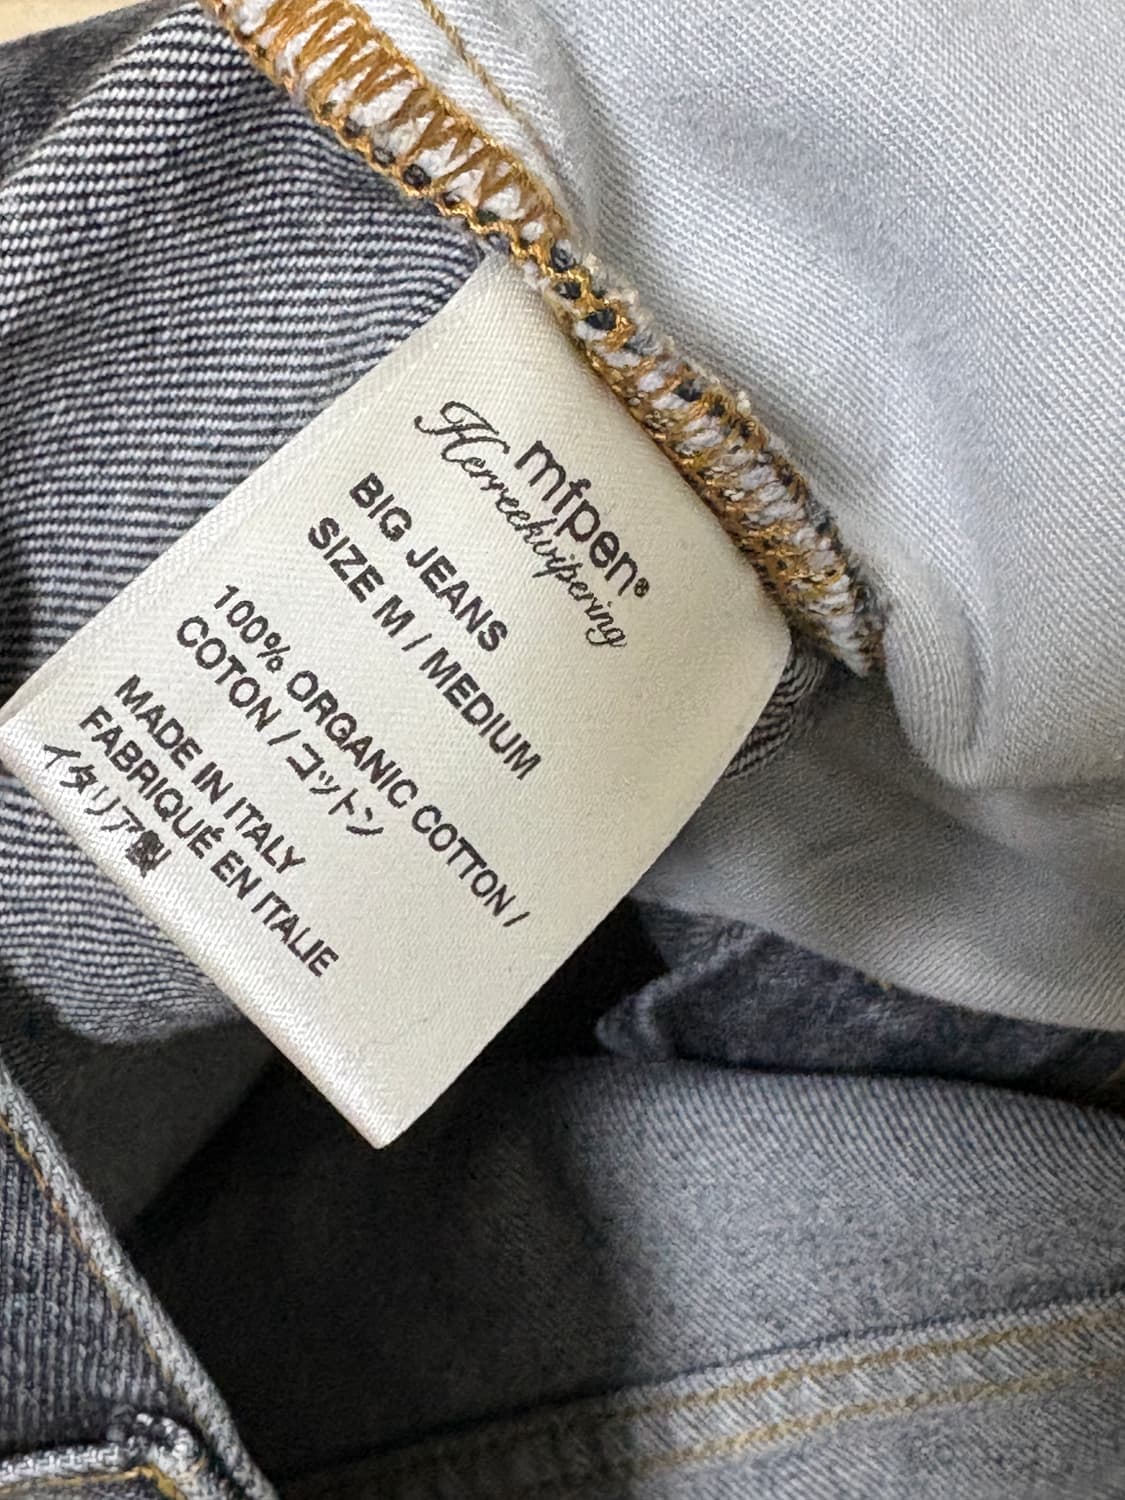 mfpen®
Herreekvipering
BIG JEANS
SIZE M / MEDIUM
100% ORGANIC COTTON /
COTON / コットン
MADE IN ITALY
FABRIQUÉ EN ITALIE
イタリア製